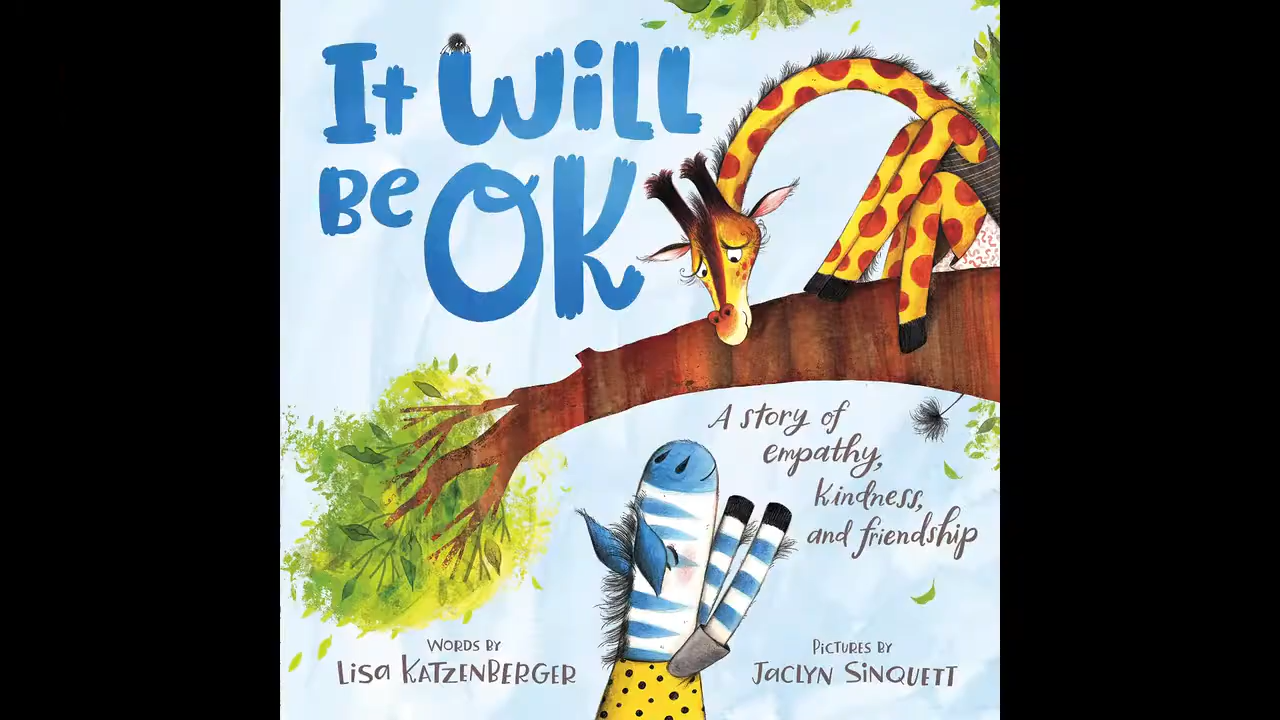 It Will
Be OK
A story of
empathy,
kindness,
and friendship
Words by
Lisa Katzenberger
Pictures by
Jaclyn Sinquett